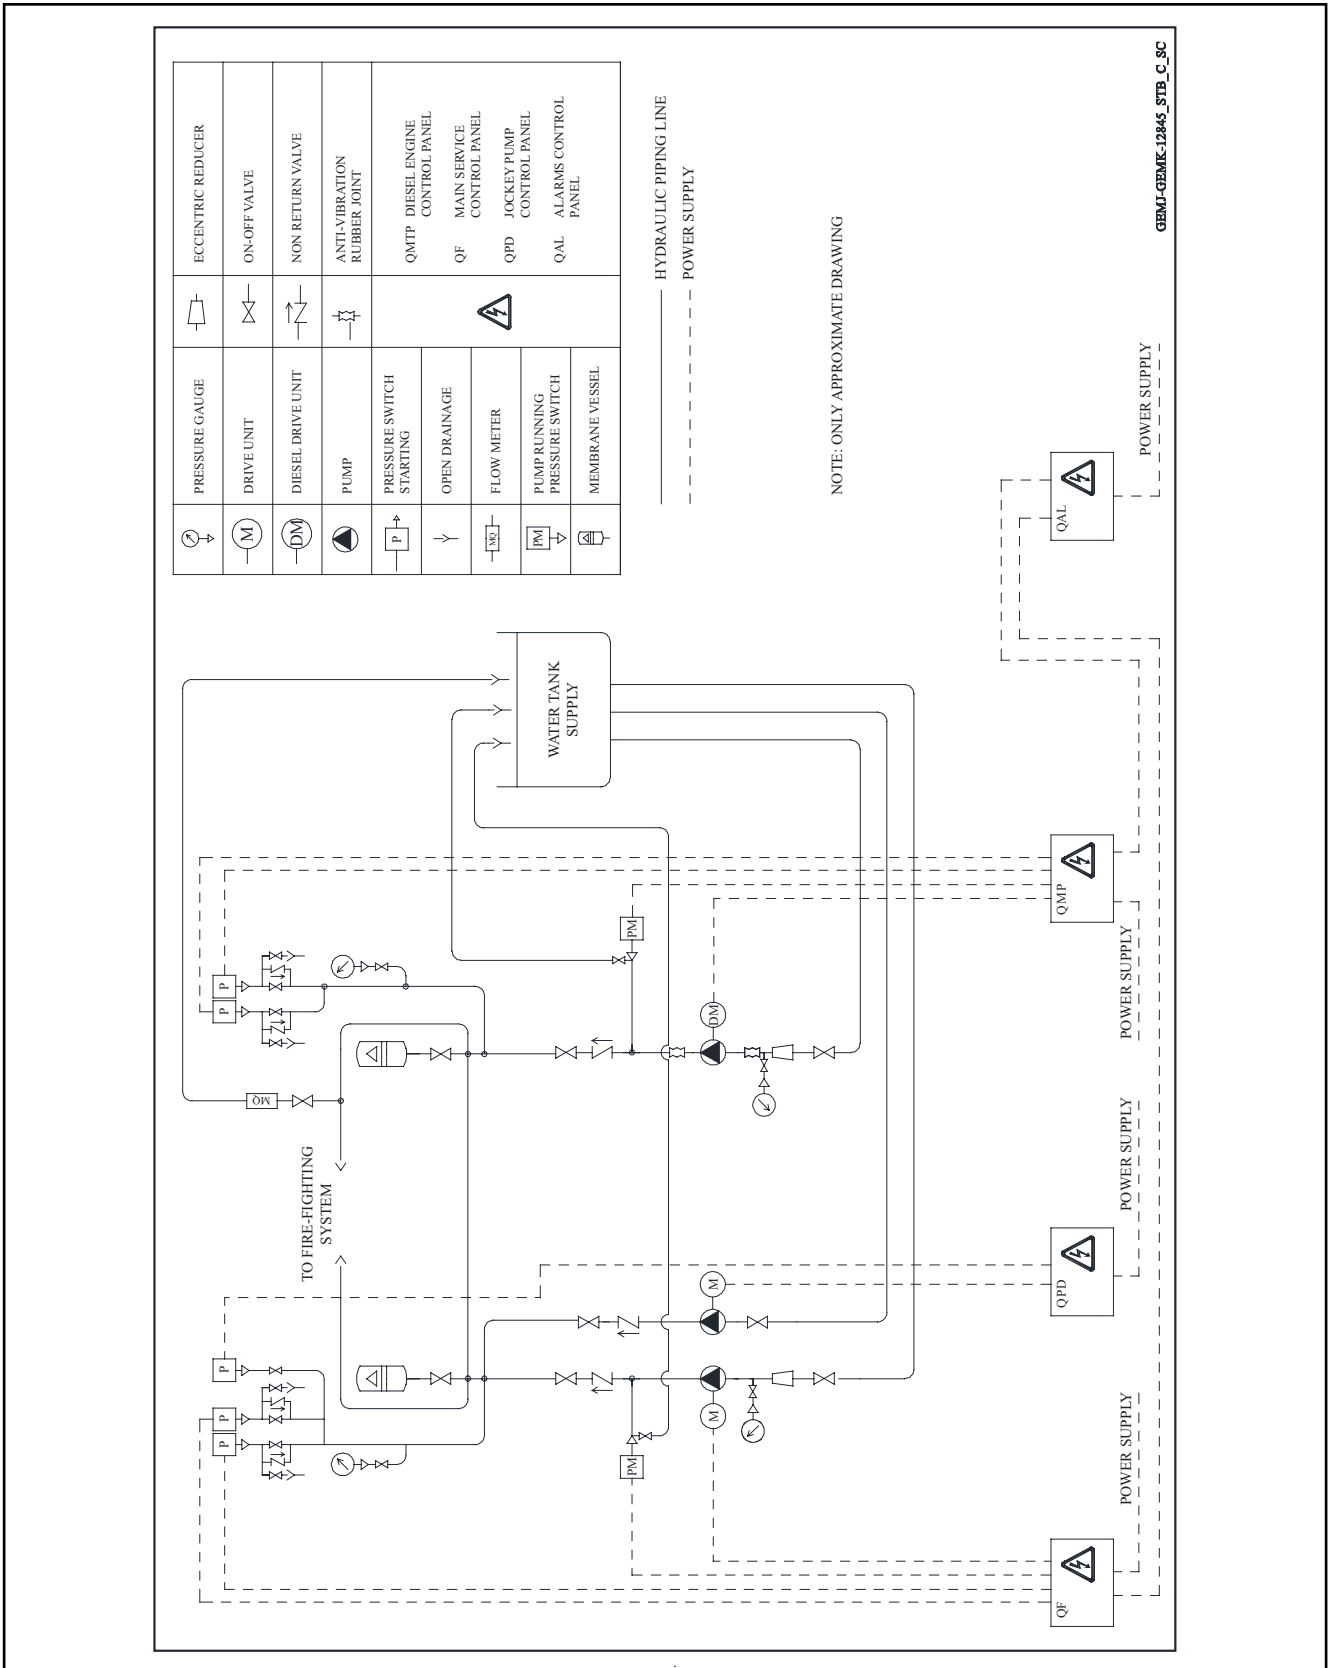 PRESSURE GAUGE
ECCENTRIC REDUCER
M
DRIVE UNIT
ON-OFF VALVE
DM
DIESEL DRIVE UNIT
NON RETURN VALVE
PUMP
ANTI-VIBRATION
RUBBER JOINT
P
PRESSURE SWITCH
STARTING
OPEN DRAINAGE
MQ
FLOW METER
PM
PUMP RUNNING
PRESSURE SWITCH
MEMBRANE VESSEL
QMTP DIESEL ENGINE
CONTROL PANEL
QF MAIN SERVICE
CONTROL PANEL
QPD JOCKEY PUMP
CONTROL PANEL
QAL ALARMS CONTROL
PANEL
HYDRAULIC PIPING LINE
POWER SUPPLY
NOTE: ONLY APPROXIMATE DRAWING
P
P
P
P
P
MQ
TO FIRE-FIGHTING
SYSTEM
WATER TANK
SUPPLY
PM
PM
M
M
DM
QF
POWER SUPPLY
QPD
POWER SUPPLY
POWER SUPPLY
QMP
QAL
POWER SUPPLY
GEMJ-GEMK-12845_STB_C_SC